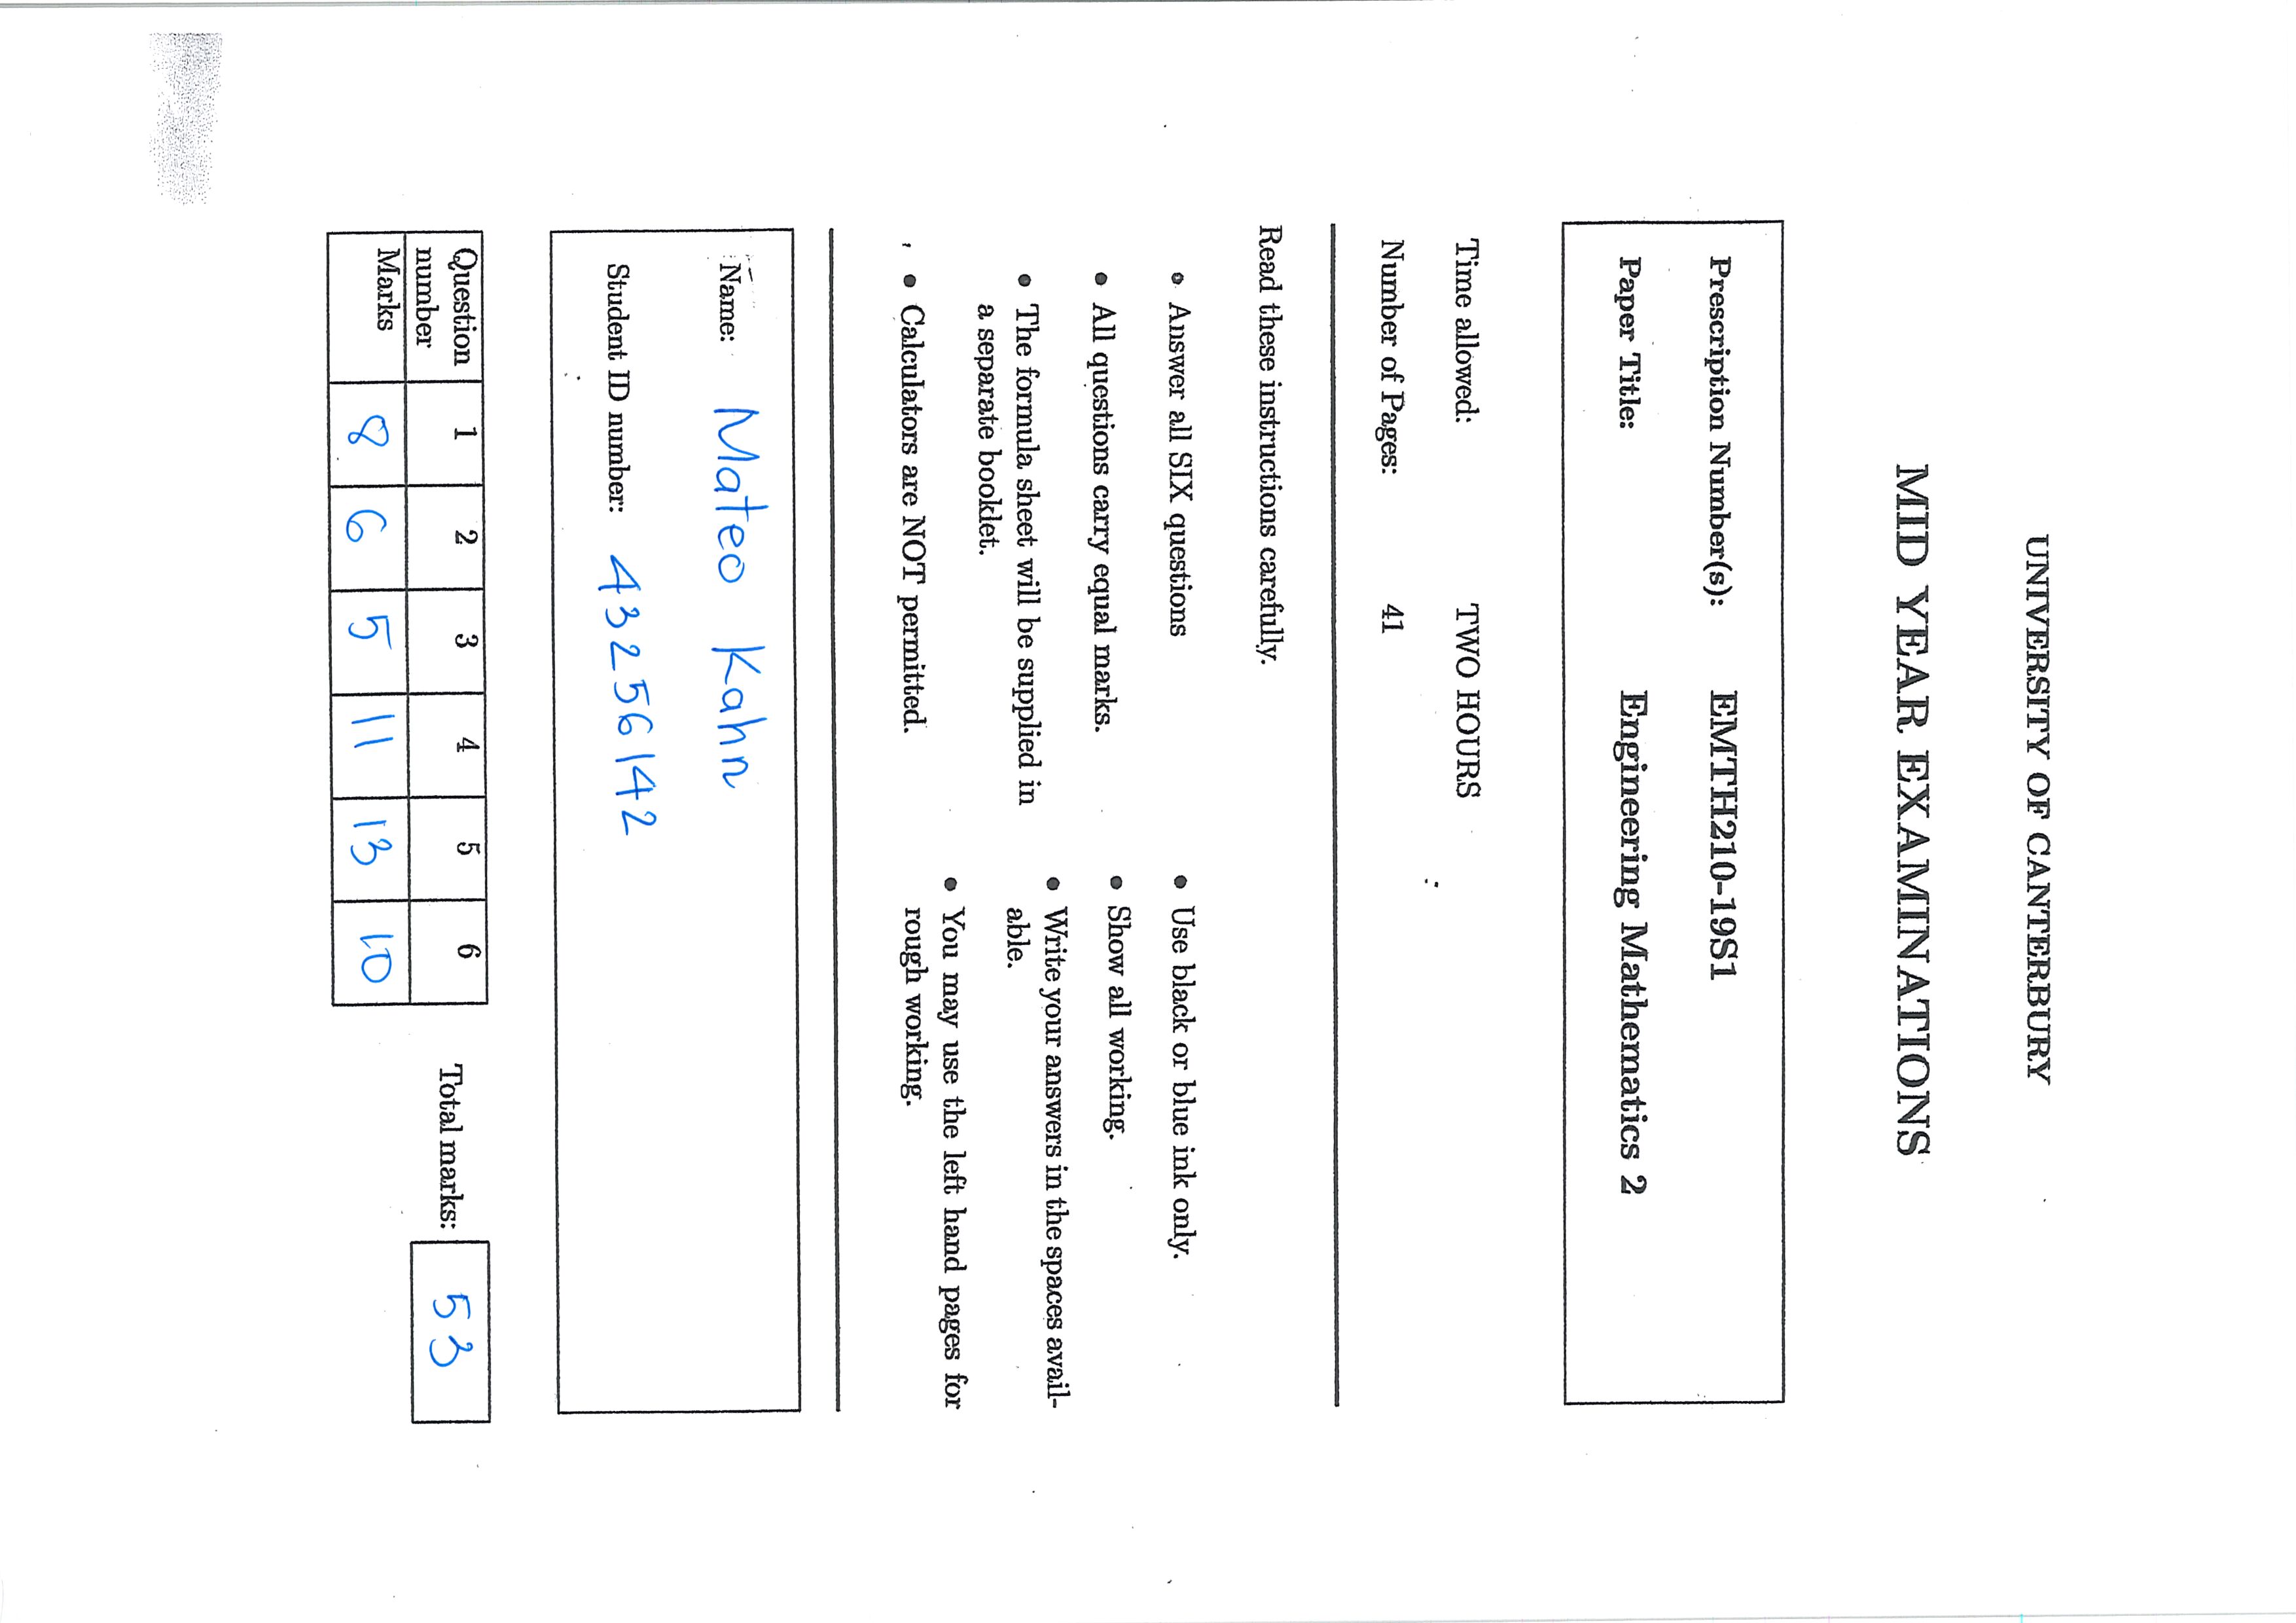 UNIVERSITY OF CANTERBURY
MID YEAR EXAMINATIONS
Prescription Number(s): EMTH210-19S1
Paper Title: Engineering Mathematics 2
Time allowed: TWO HOURS
Number of Pages: 41
Read these instructions carefully.
• Answer all SIX questions
• All questions carry equal marks.
• The formula sheet will be supplied in
a separate booklet.
• Calculators are NOT permitted.
• Use black or blue ink only.
• Show all working.
• Write your answers in the spaces avail-
able.
• You may use the left hand pages for
rough working.
Name: Mateo Kahn
Student ID number: 43256142
Question number 1 2 3 4 5 6
Marks 8 6 5 11 13 10
Total marks: 53